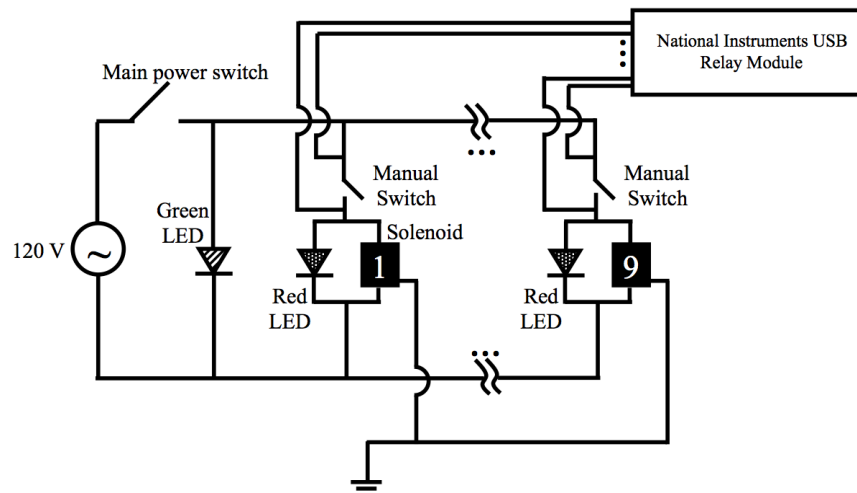 National Instruments USB
Relay Module
Main power switch
Manual
Switch
Manual
Switch
Green
LED
Solenoid
120 V
~
1
9
Red
LED
Red
LED